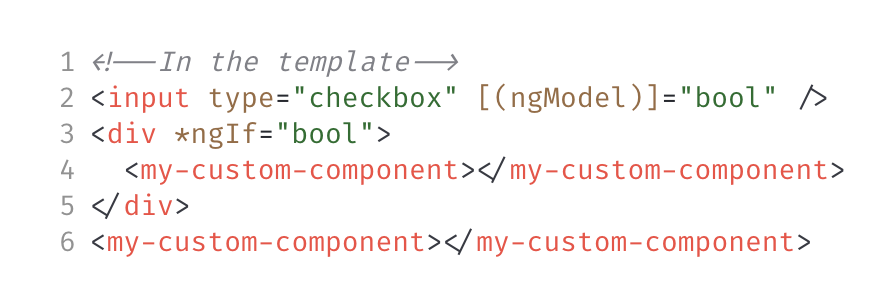 1 <!--In the template-->
2 <input type="checkbox" [(ngModel)]="bool" />
3 <div *ngIf="bool">
4   <my-custom-component></my-custom-component>
5 </div>
6 <my-custom-component></my-custom-component>